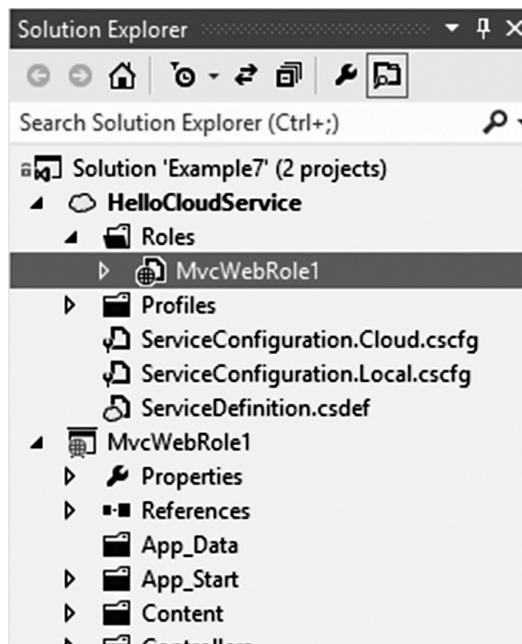 Solution Explorer
Search Solution Explorer (Ctrl+;)
Solution 'Example7' (2 projects)
HelloCloudService
Roles
MvcWebRole1
Profiles
ServiceConfiguration.Cloud.cscfg
ServiceConfiguration.Local.cscfg
ServiceDefinition.csdef
MvcWebRole1
Properties
References
App_Data
App_Start
Content
Controllers